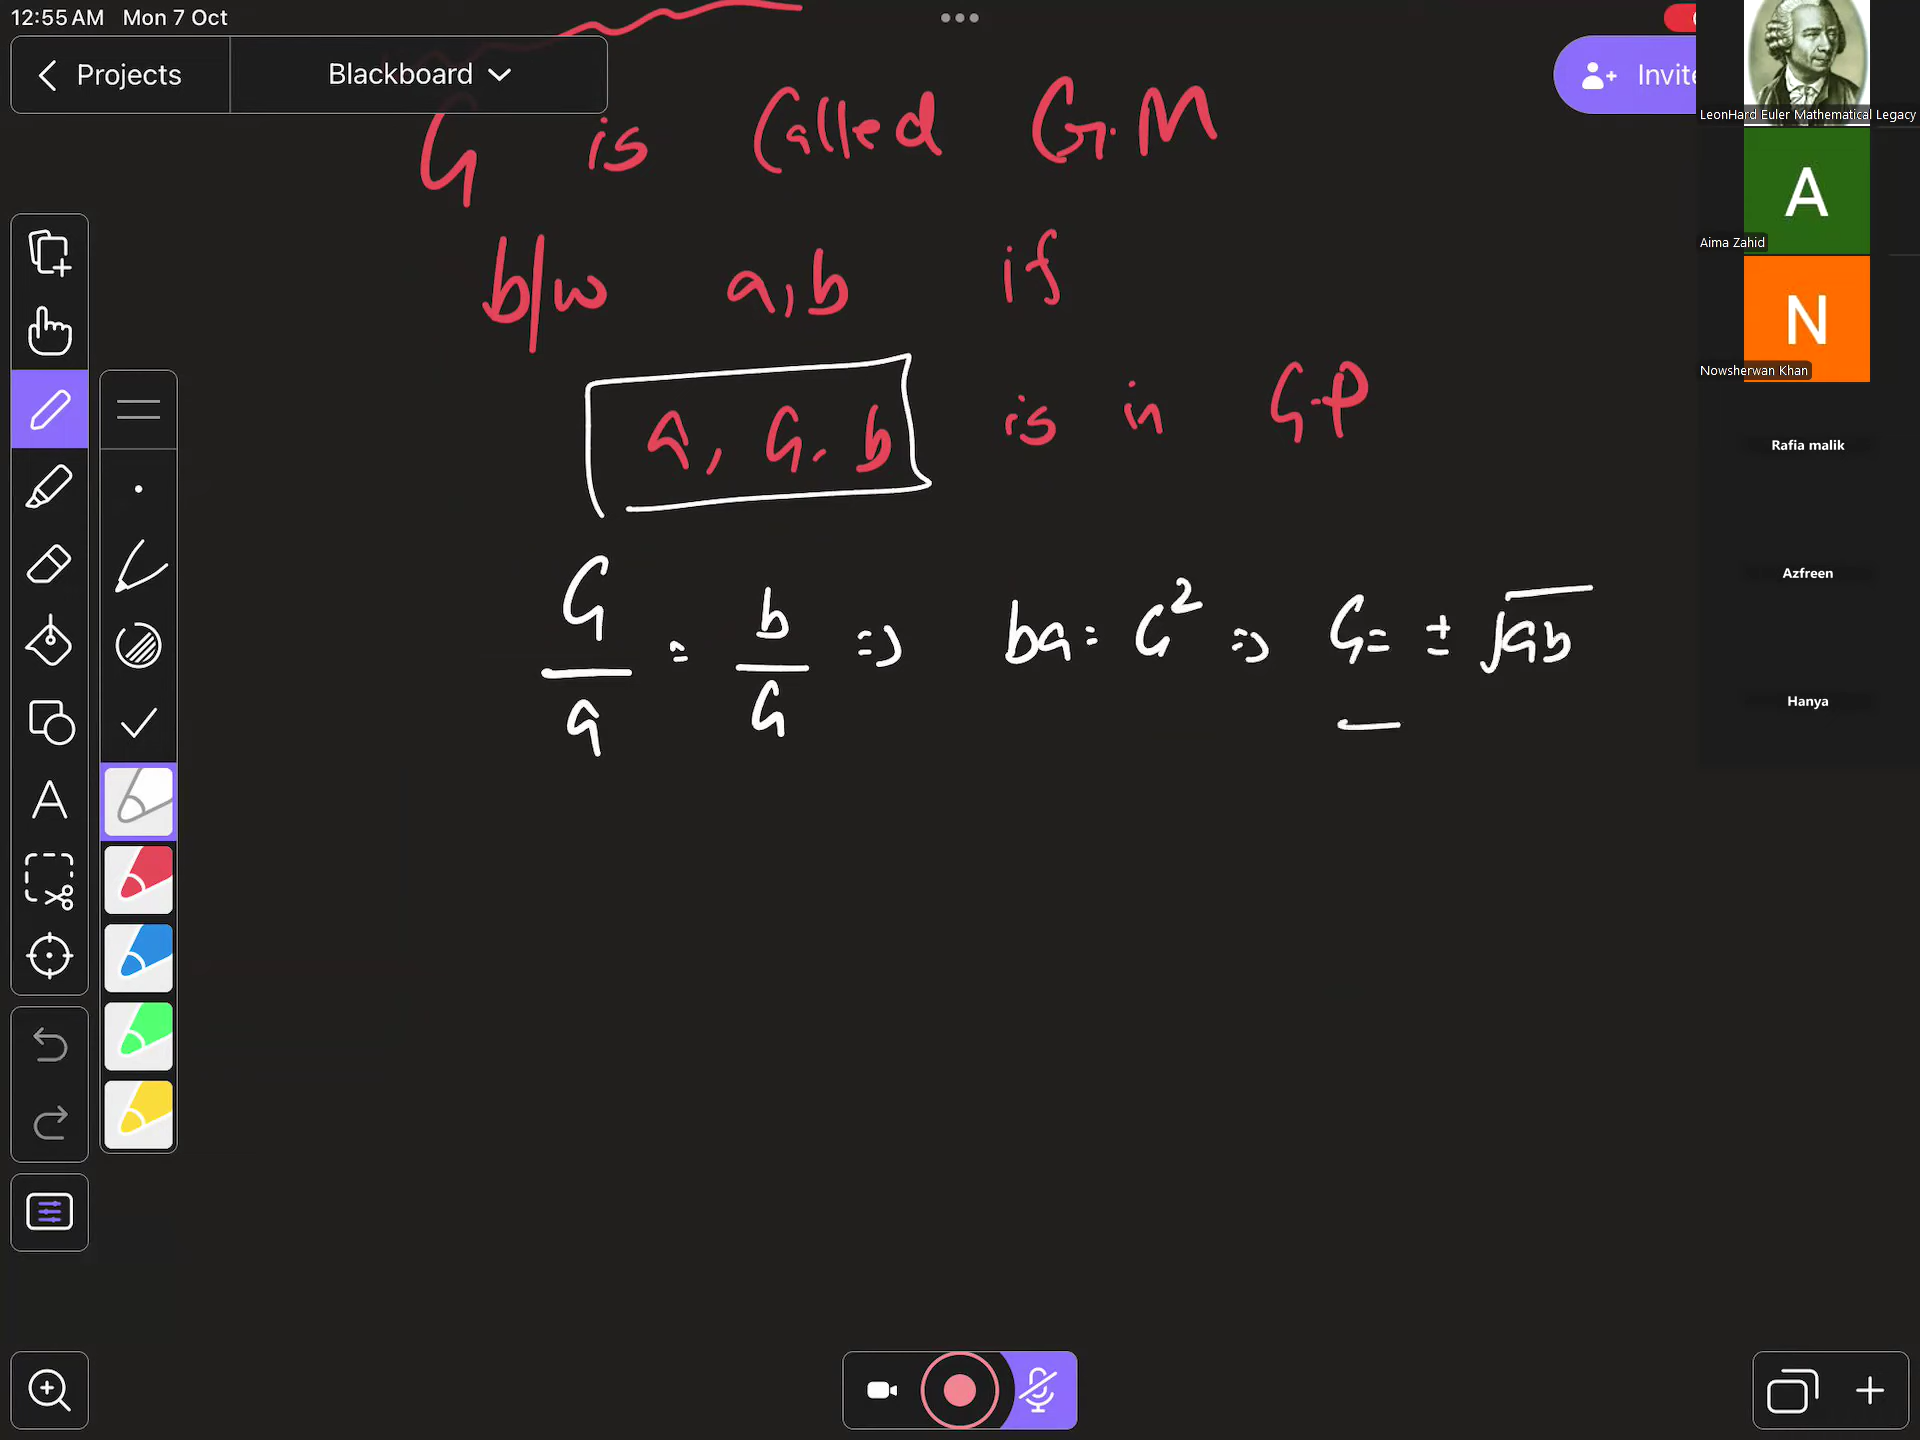 12:55 AM Mon 7 Oct
Projects
Blackboard
Invite
LeonHard Euler Mathematical Legacy
G is Called G.M
A
Aima Zahid
b/w a,b if
N
Nowsherwan Khan
a, G, b is in G.P
Rafia malik
Azfreen
G/a = b/G => ba = G² => G = ± √ab
Hanya
A